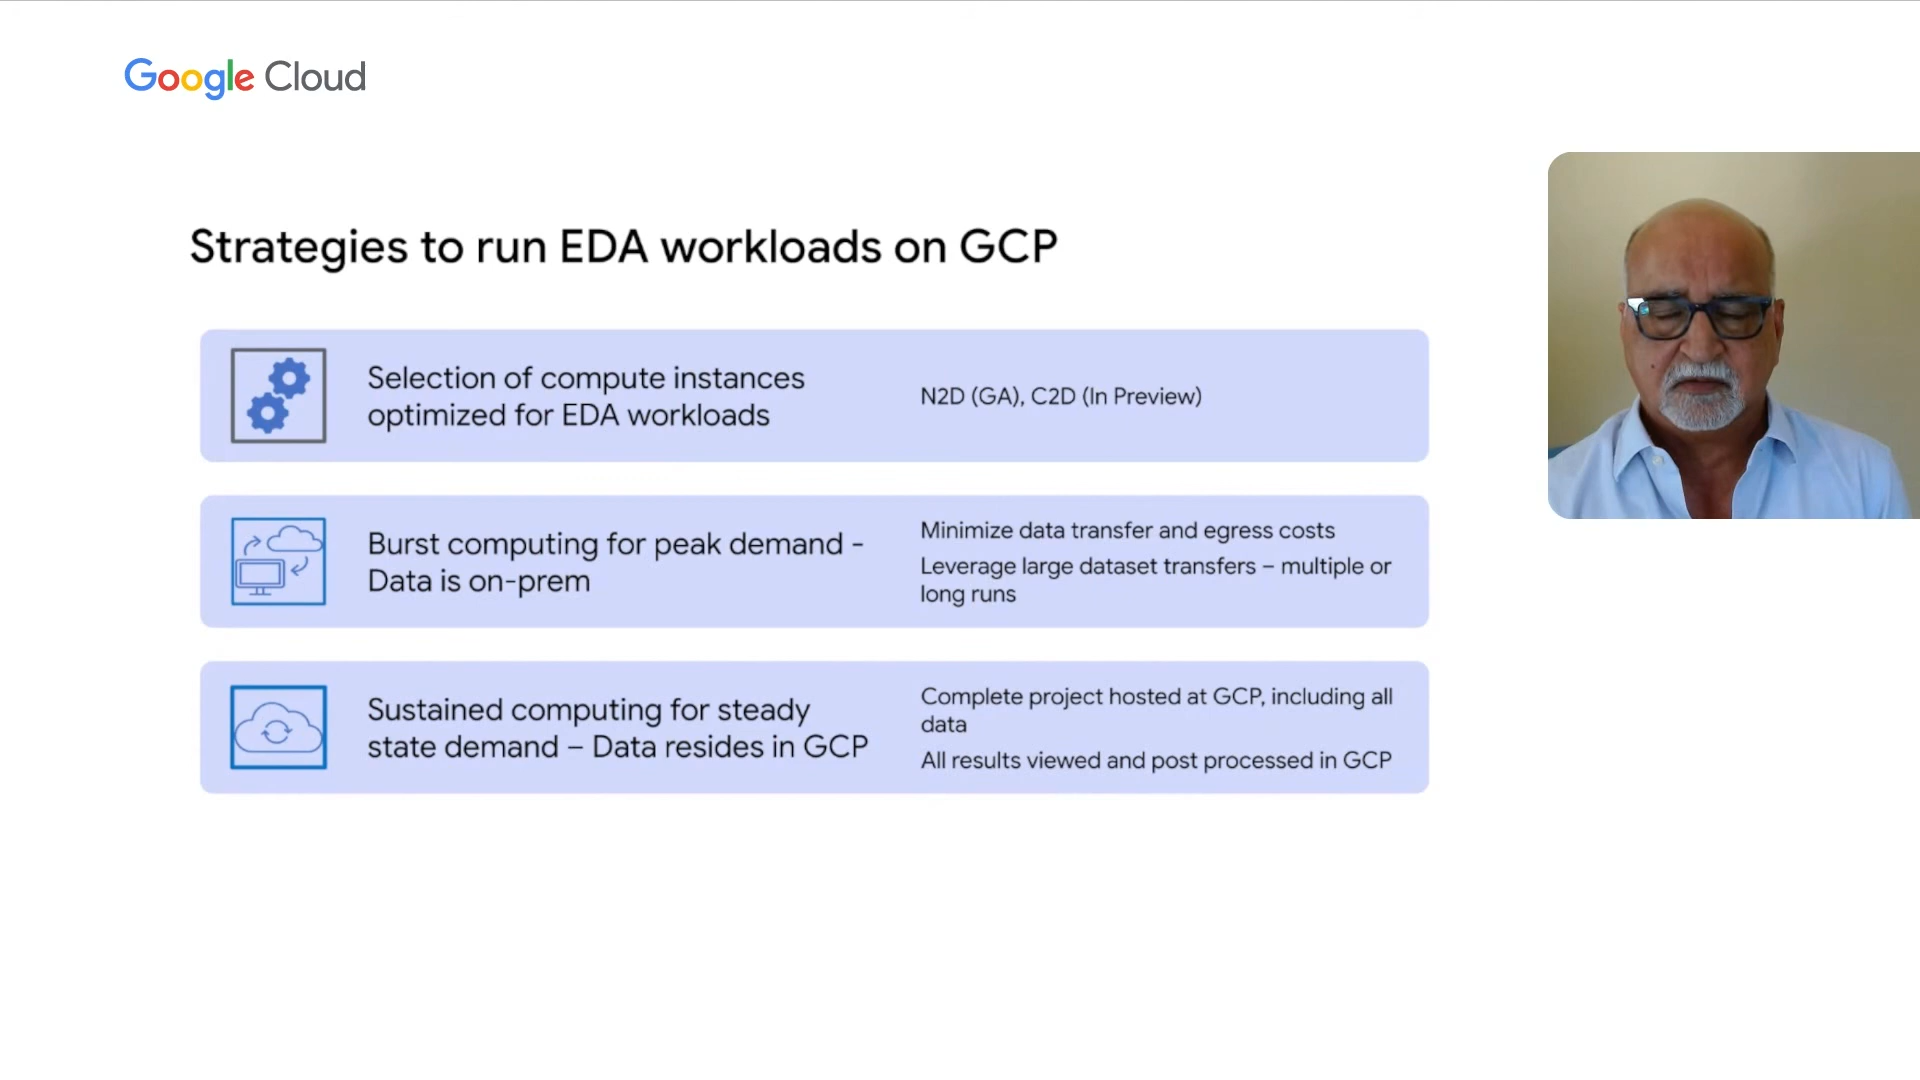 Google Cloud
Strategies to run EDA workloads on GCP
Selection of compute instances
optimized for EDA workloads
N2D (GA), C2D (In Preview)
Burst computing for peak demand -
Data is on-prem
Minimize data transfer and egress costs
Leverage large dataset transfers – multiple or
long runs
Sustained computing for steady
state demand – Data resides in GCP
Complete project hosted at GCP, including all
data
All results viewed and post processed in GCP